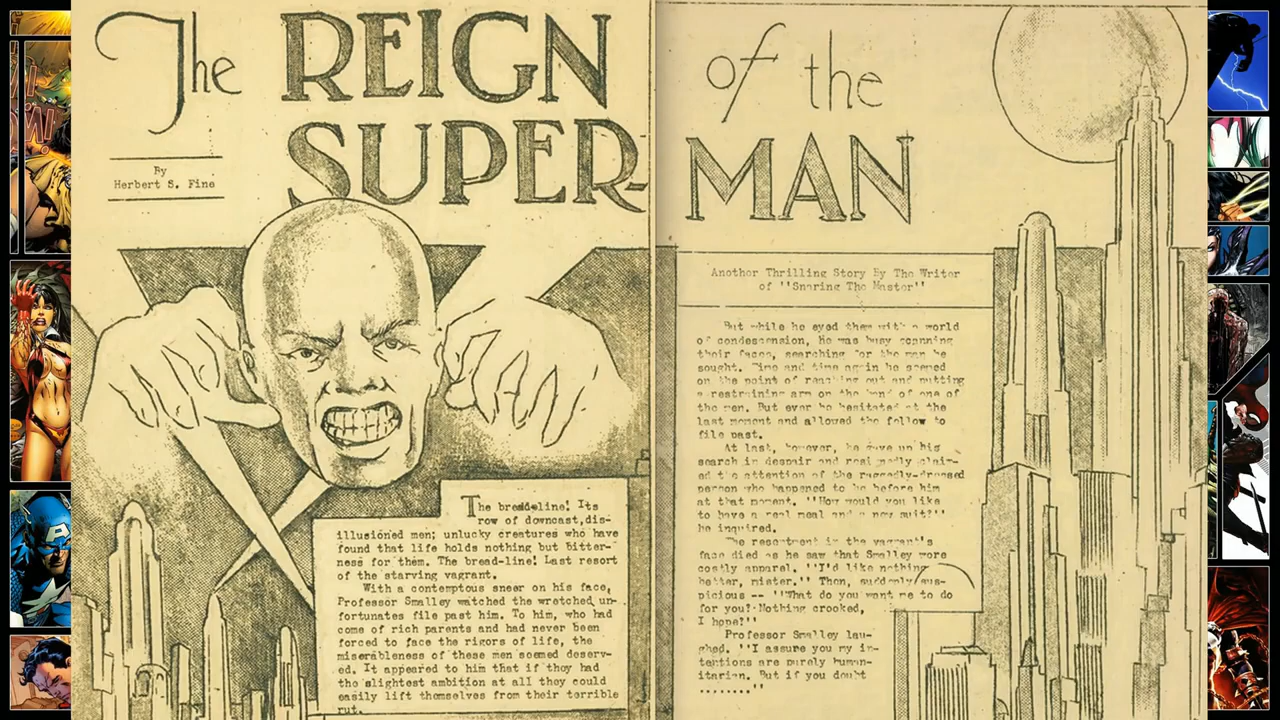 The REIGN
SUPER-
of the
MAN
By
Herbert S. Fine
The breadline! Its
row of downcast,dis-
illusioned men; unlucky creatures who have
found that life holds nothing but bitter-
ness for them. The bread-line! Last resort
of the starving vagrant.
With a contemptous sneer on his face,
Professor Smalley watched the wretched un-
fortunates file past him. To him, who had
come of rich parents and had never been
forced to face the rigors of life, the
miserableness of these men seemed deserv-
ed. It appeared to him that if they had
the slightest ambition at all they could
easily lift themselves from their terrible
rut.
Another Thrilling Story By The Writer
of ''Snaring The Master''
But while he eyed them with a world
of condescension, He was busy scanning
their faces, searching for the man he
sought. Time and time again he seemed
on the point of reaching out and putting
a restraining arm on the hand of one of
the men. But ever he hesitated at the
last moment and allowed the fellow to
file past.
At last, however, he gave up his
search in despair and claim-
ed the attention of the raggedly-dressed
person who happened to be before him
at that moment. ''How would you like
to have a real meal and a new suit?''
he inquired.
The resentment in the vagrant's
face died as he saw that Smalley wore
costly apparel. ''I'd like nothing
better, mister.'' Then, suddenly sus-
picious -- ''What do you want me to do
for you? Nothing crooked,
I hope!''
Professor Smalley lau-
ghed. ''I assure you my in-
tentions are purely human-
itarian. But if you doubt
........''